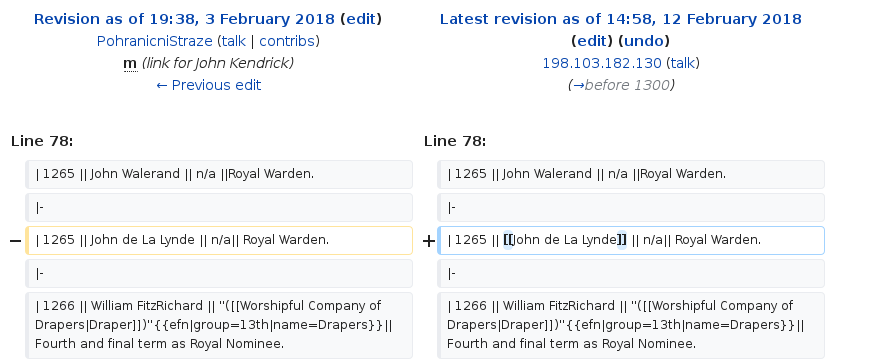 Revision as of 19:38, 3 February 2018 (edit)
PohranicniStraze (talk | contribs)
m (link for John Kendrick)
← Previous edit
Latest revision as of 14:58, 12 February 2018
(edit) (undo)
198.103.182.130 (talk)
(→before 1300)
Line 78:
| 1265 || John Walerand || n/a ||Royal Warden.
|-
− | 1265 || John de La Lynde || n/a|| Royal Warden.
|-
| 1266 || William FitzRichard || "([[Worshipful Company of
Drapers|Draper]])"{{efn|group=13th|name=Drapers}}||
Fourth and final term as Royal Nominee.
Line 78:
| 1265 || John Walerand || n/a ||Royal Warden.
|-
+ | 1265 || [[John de La Lynde]] || n/a|| Royal Warden.
|-
| 1266 || William FitzRichard || "([[Worshipful Company of
Drapers|Draper]])"{{efn|group=13th|name=Drapers}}||
Fourth and final term as Royal Nominee.